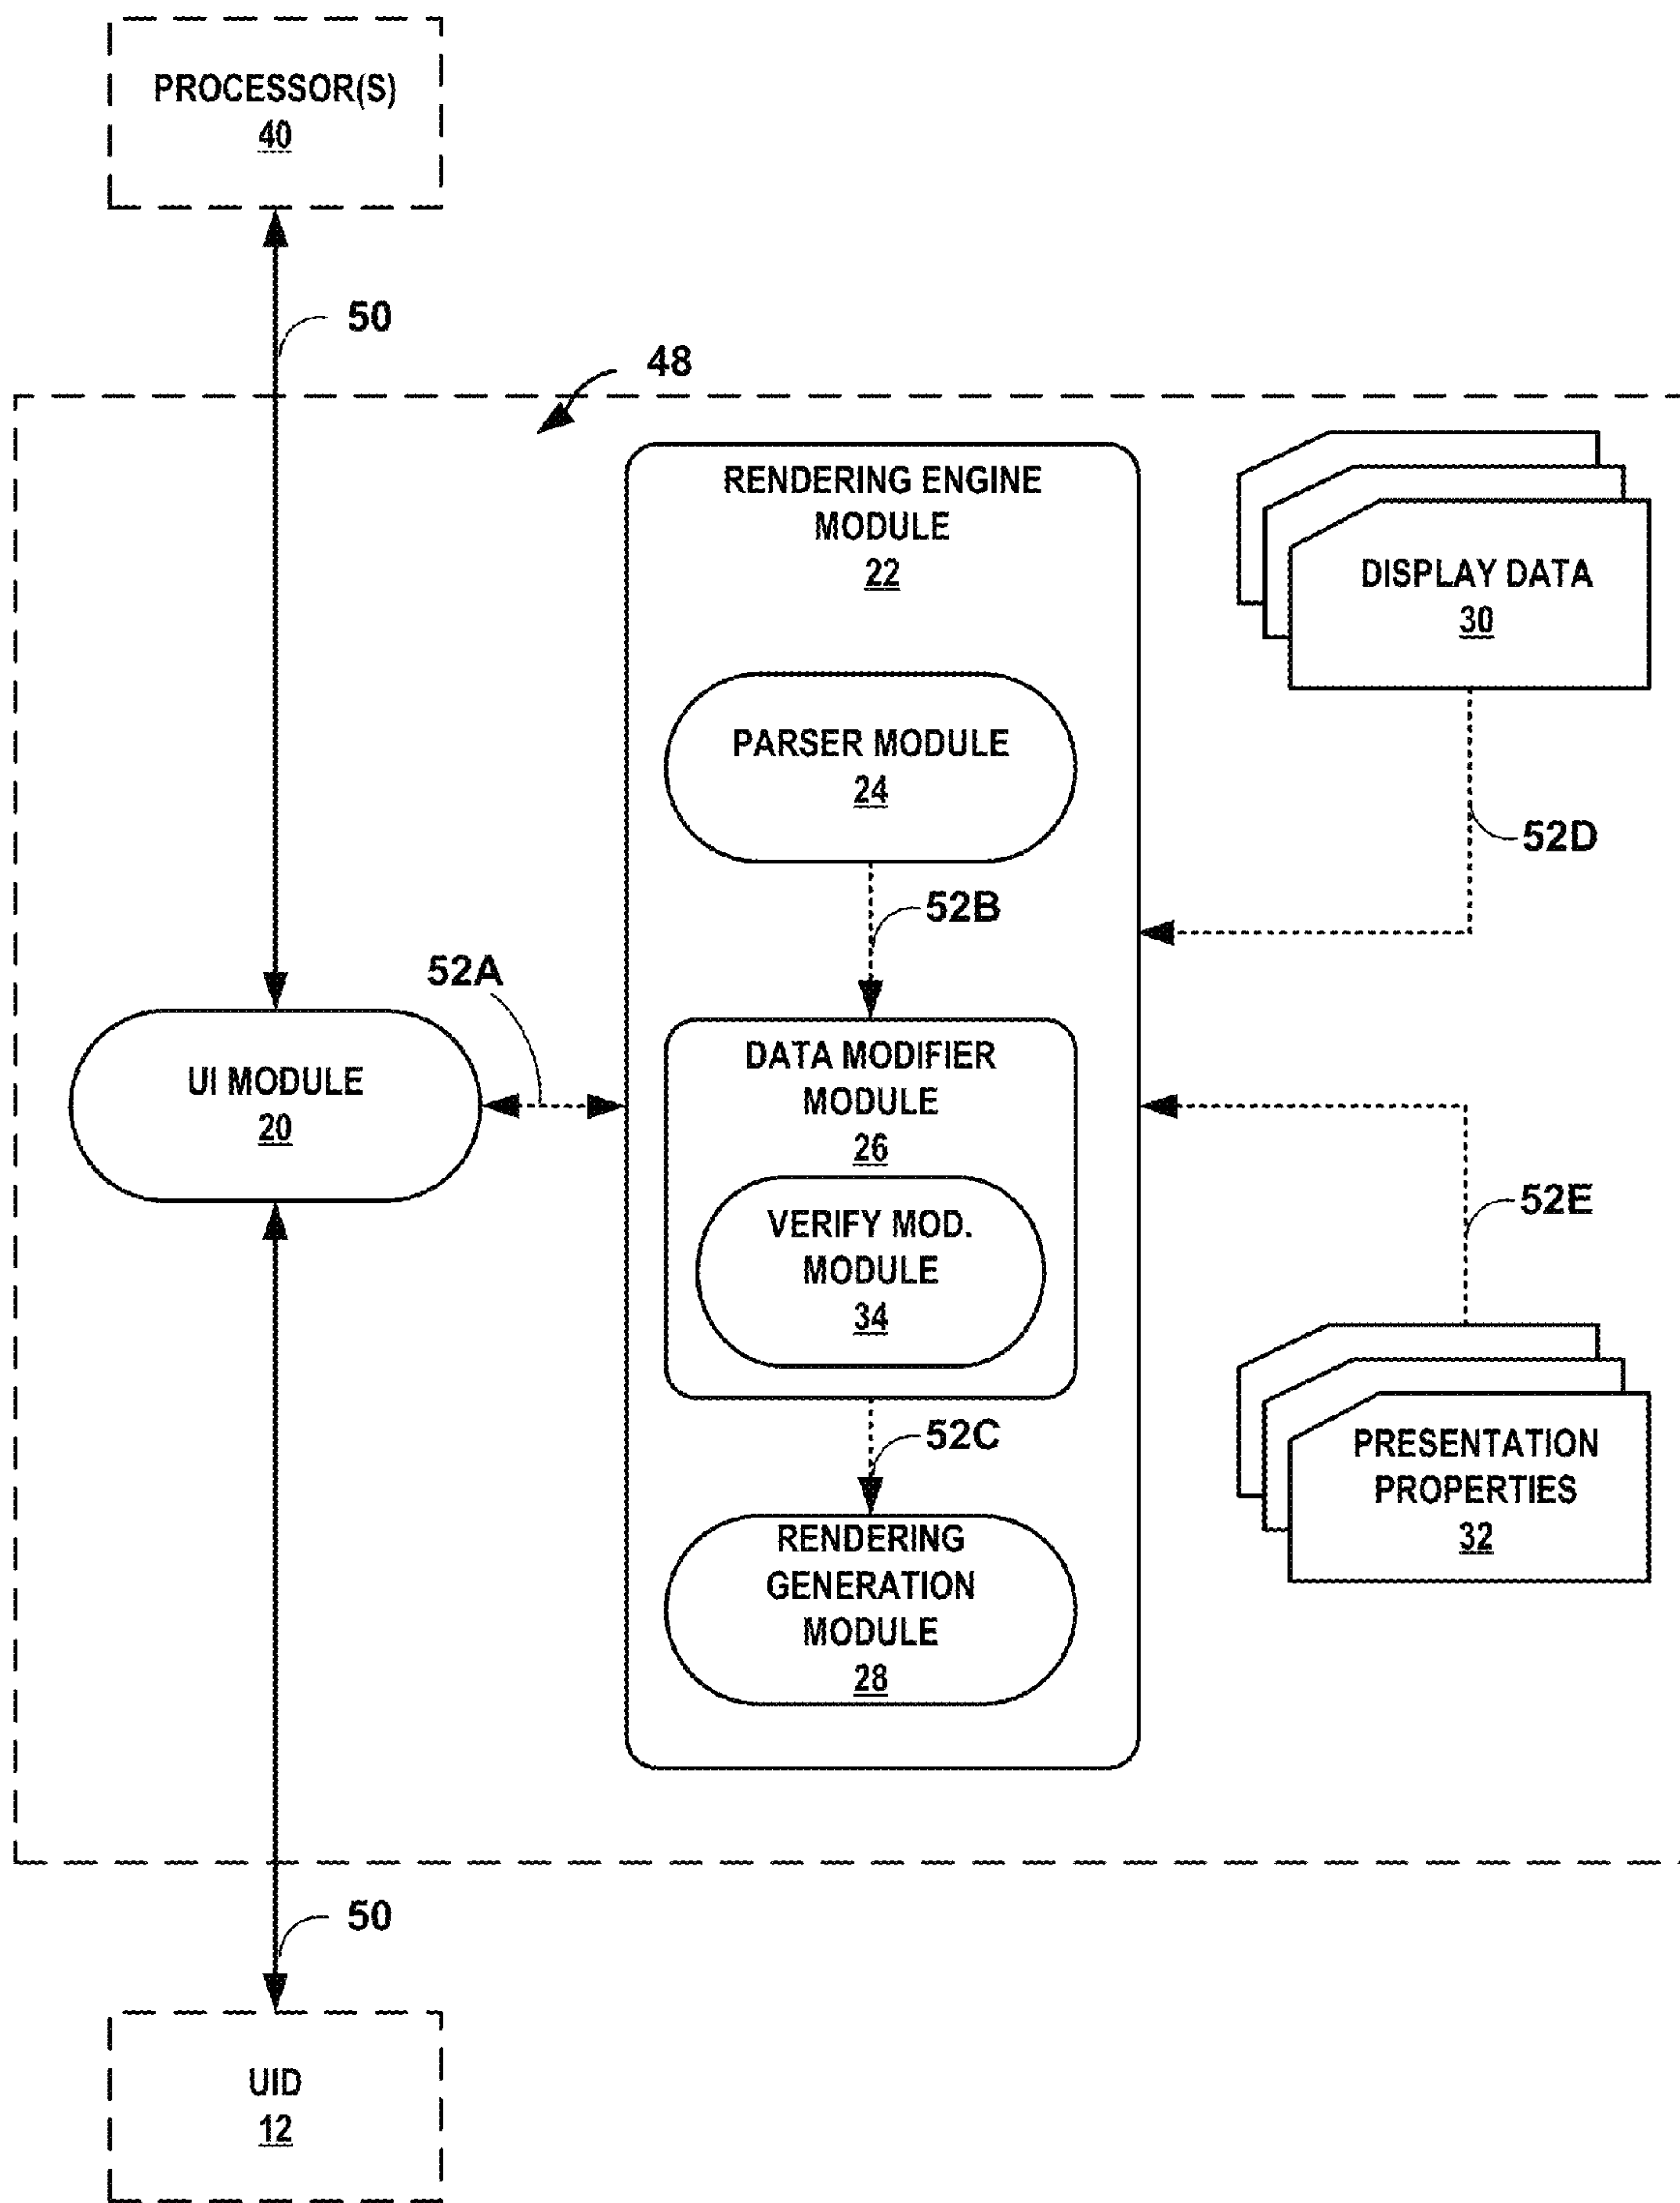 PROCESSOR(S)
40
50
48
RENDERING ENGINE
MODULE
22
DISPLAY DATA
30
PARSER MODULE
24
52D
52B
52A
UI MODULE
20
DATA MODIFIER
MODULE
26
VERIFY MOD.
MODULE
34
52E
52C
PRESENTATION
PROPERTIES
32
RENDERING
GENERATION
MODULE
28
50
UID
12